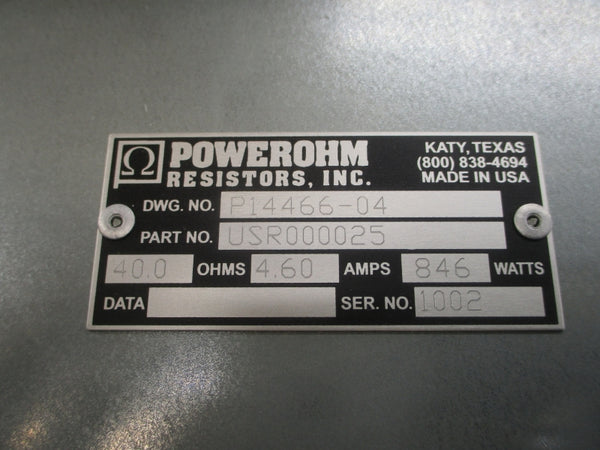 Ω POWEROHM
RESISTORS, INC.
KATY, TEXAS
(800) 838-4694
MADE IN USA
DWG. NO. P14466-04
PART NO. USR000025
40.0 OHMS 4.60 AMPS 846 WATTS
DATA SER. NO. 1002